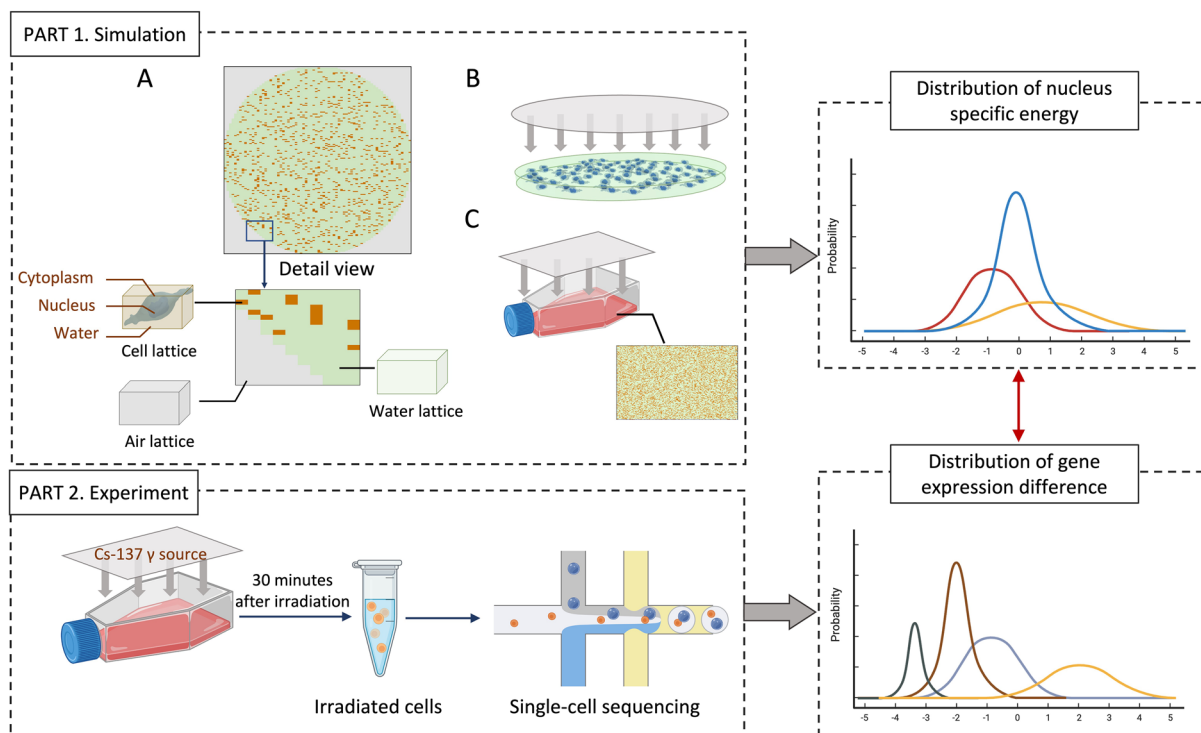 PART 1. Simulation
A
B
C
Detail view
Cytoplasm
Nucleus
Water
Cell lattice
Air lattice
Water lattice
Distribution of nucleus
specific energy
Probability
-5 -4 -3 -2 -1 0 1 2 3 4 5
PART 2. Experiment
Cs-137 γ source
30 minutes
after irradiation
Irradiated cells
Single-cell sequencing
Distribution of gene
expression difference
Probability
-5 -4 -3 -2 -1 0 1 2 3 4 5